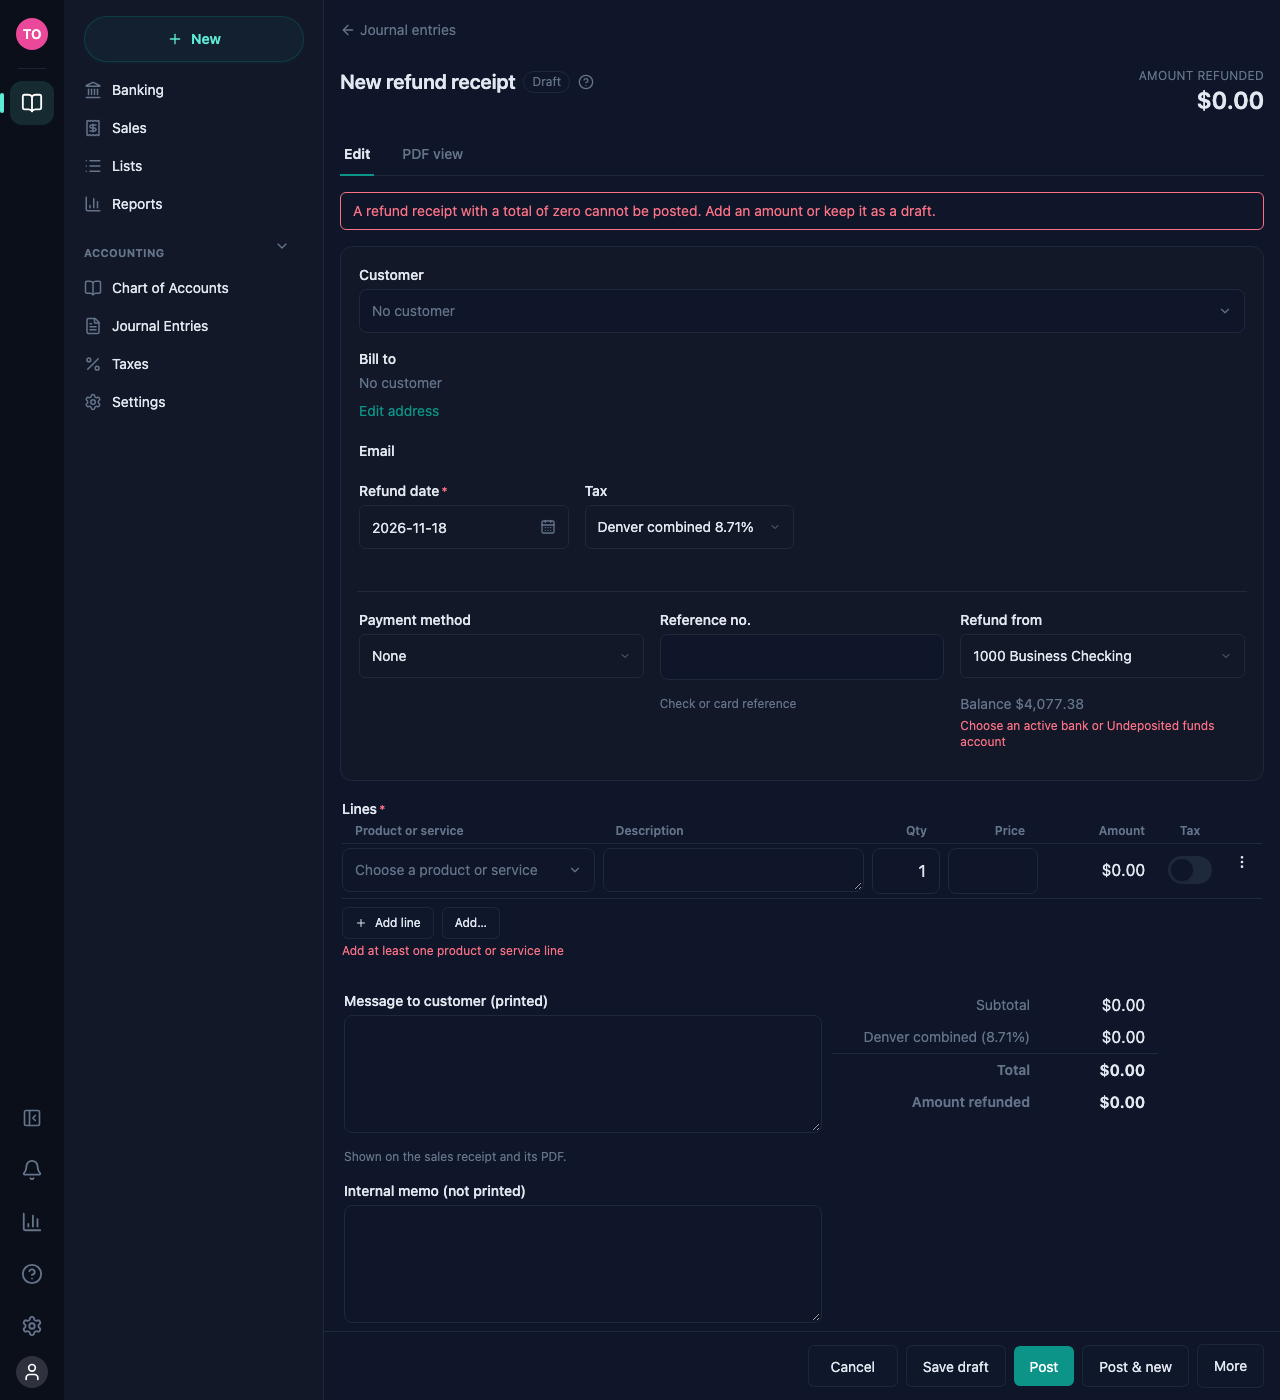 TO
New
Banking
Sales
Lists
Reports
ACCOUNTING
Chart of Accounts
Journal Entries
Taxes
Settings
Journal entries
New refund receipt
Draft
AMOUNT REFUNDED
$0.00
Edit
PDF view
A refund receipt with a total of zero cannot be posted. Add an amount or keep it as a draft.
Customer
No customer
Bill to
No customer
Edit address
Email
Refund date *
Tax
2026-11-18
Denver combined 8.71%
Payment method
Reference no.
Refund from
None
1000 Business Checking
Check or card reference
Balance $4,077.38
Choose an active bank or Undeposited funds
account
Lines *
Product or service
Description
Qty
Price
Amount
Tax
Choose a product or service
1
$0.00
Add line
Add...
Add at least one product or service line
Message to customer (printed)
Subtotal
$0.00
Denver combined (8.71%)
$0.00
Total
$0.00
Amount refunded
$0.00
Shown on the sales receipt and its PDF.
Internal memo (not printed)
Cancel
Save draft
Post
Post & new
More